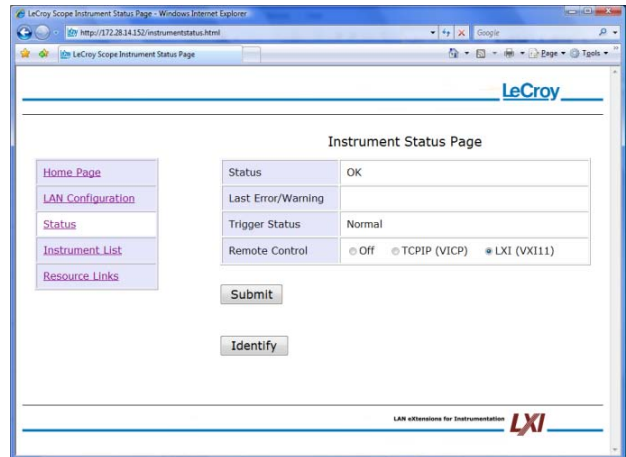 LeCroy Scope Instrument Status Page - Windows Internet Explorer
http://172.28.14.152/instrumentstatus.html
Google
LeCroy Scope Instrument Status Page
Page
Tools
LeCroy
Instrument Status Page
Home Page
LAN Configuration
Status
Instrument List
Resource Links
Status OK
Last Error/Warning
Trigger Status Normal
Remote Control Off TCPIP (VICP) LXI (VXI11)
Submit
Identify
LAN eXtensions for Instrumentation LXI